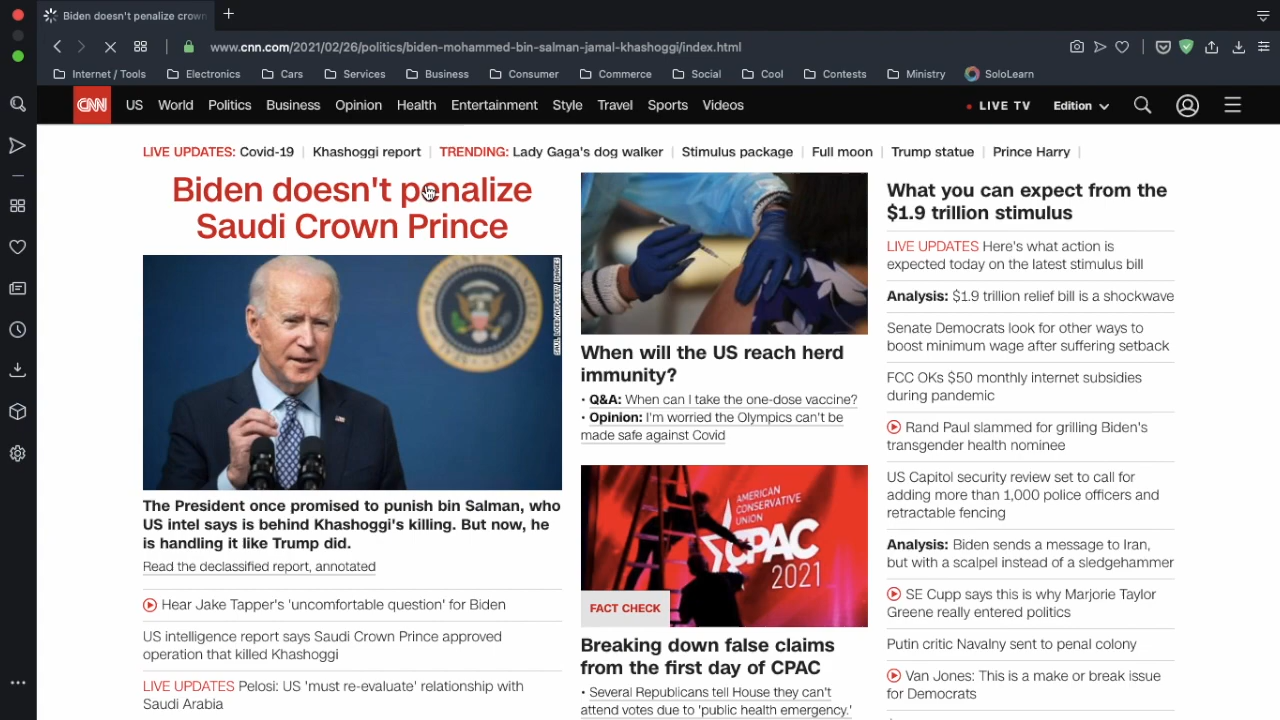 Biden doesn't penalize crown
www.cnn.com/2021/02/26/politics/biden-mohammed-bin-salman-jamal-khashoggi/index.html
Internet / Tools Electronics Cars Services Business Consumer Commerce Social Cool Contests Ministry SoloLearn
CNN US World Politics Business Opinion Health Entertainment Style Travel Sports Videos LIVE TV Edition
LIVE UPDATES: Covid-19 | Khashoggi report | TRENDING: Lady Gaga's dog walker | Stimulus package | Full moon | Trump statue | Prince Harry |
Biden doesn't penalize
Saudi Crown Prince
The President once promised to punish bin Salman, who
US intel says is behind Khashoggi's killing. But now, he
is handling it like Trump did.
Read the declassified report, annotated
Hear Jake Tapper's 'uncomfortable question' for Biden
US intelligence report says Saudi Crown Prince approved
operation that killed Khashoggi
LIVE UPDATES Pelosi: US 'must re-evaluate' relationship with
Saudi Arabia
When will the US reach herd
immunity?
• Q&A: When can I take the one-dose vaccine?
• Opinion: I'm worried the Olympics can't be
made safe against Covid
AMERICAN
CONSERVATIVE
UNION
CPAC
2021
FACT CHECK
Breaking down false claims
from the first day of CPAC
• Several Republicans tell House they can't
attend votes due to 'public health emergency.'
What you can expect from the
$1.9 trillion stimulus
LIVE UPDATES Here's what action is
expected today on the latest stimulus bill
Analysis: $1.9 trillion relief bill is a shockwave
Senate Democrats look for other ways to
boost minimum wage after suffering setback
FCC OKs $50 monthly internet subsidies
during pandemic
Rand Paul slammed for grilling Biden's
transgender health nominee
US Capitol security review set to call for
adding more than 1,000 police officers and
retractable fencing
Analysis: Biden sends a message to Iran,
but with a scalpel instead of a sledgehammer
SE Cupp says this is why Marjorie Taylor
Greene really entered politics
Putin critic Navalny sent to penal colony
Van Jones: This is a make or break issue
for Democrats